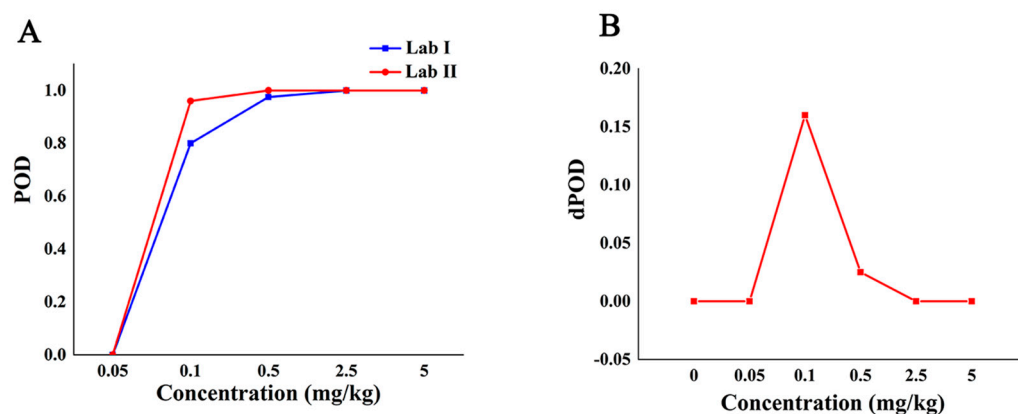 A
Lab I
Lab II
POD
1.0
0.8
0.6
0.4
0.2
0.0
0.05 0.1 0.5 2.5 5
Concentration (mg/kg)
B
dPOD
0.20
0.15
0.10
0.05
0.00
-0.05
0 0.05 0.1 0.5 2.5 5
Concentration (mg/kg)